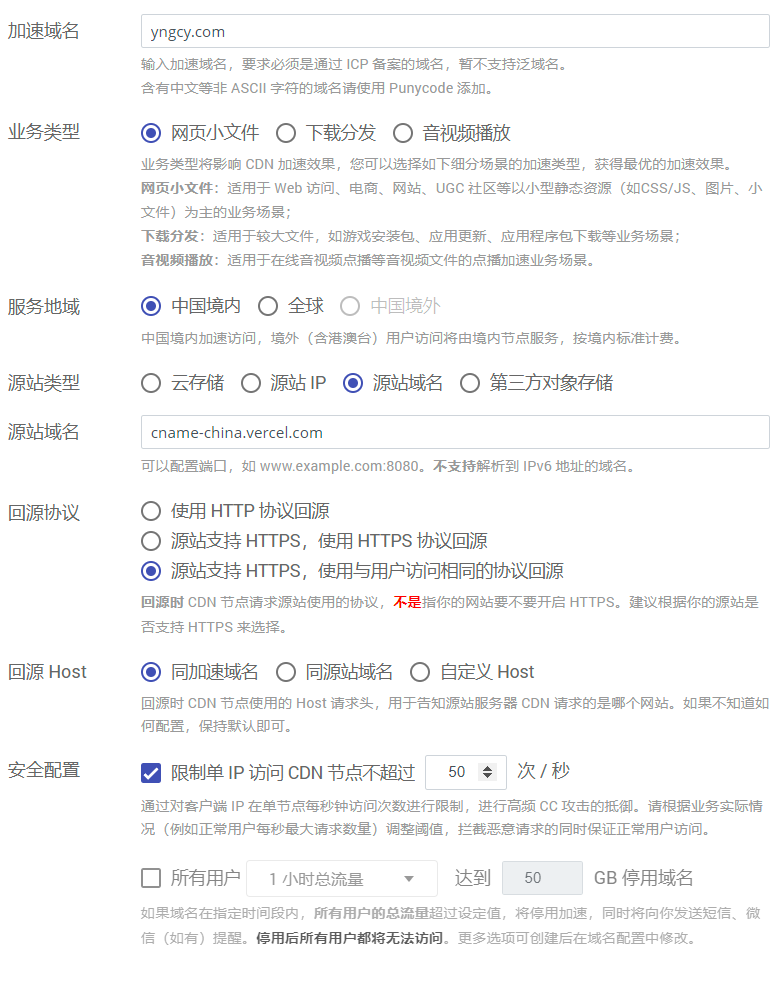 加速域名 yngcy.com
输入加速域名，要求必须是通过 ICP 备案的域名，暂不支持泛域名。
含有中文等非 ASCII 字符的域名请使用 Punycode 添加。
业务类型 网页小文件 下载分发 音视频播放
业务类型将影响 CDN 加速效果，您可以选择如下细分场景的加速类型，获得最优的加速效果。
网页小文件：适用于 Web 访问、电商、网站、UGC 社区等以小型静态资源（如CSS/JS、图片、小
文件）为主的业务场景；
下载分发：适用于较大文件，如游戏安装包、应用更新、应用程序包下载等业务场景；
音视频播放：适用于在线音视频点播等音视频文件的点播加速业务场景。
服务地域 中国境内 全球 中国境外
中国境内加速访问，境外（含港澳台）用户访问将由境内节点服务，按境内标准计费。
源站类型 云存储 源站 IP 源站域名 第三方对象存储
源站域名 cname-china.vercel.com
可以配置端口，如 www.example.com:8080。不支持解析到 IPv6 地址的域名。
回源协议 使用 HTTP 协议回源
源站支持 HTTPS，使用 HTTPS 协议回源
源站支持 HTTPS，使用与用户访问相同的协议回源
回源时 CDN 节点请求源站使用的协议，不是指你的网站要不要开启 HTTPS。建议根据你的源站是
否支持 HTTPS 来选择。
回源 Host 同加速域名 同源站域名 自定义 Host
回源时 CDN 节点使用的 Host 请求头，用于告知源站服务器 CDN 请求的是哪个网站。如果不知道如
何配置，保持默认即可。
安全配置 限制单 IP 访问 CDN 节点不超过 50 次 / 秒
通过对客户端 IP 在单节点每秒钟访问次数进行限制，进行高频 CC 攻击的抵御。请根据业务实际情
况（例如正常用户每秒最大请求数量）调整阈值，拦截恶意请求的同时保证正常用户访问。
所有用户 1 小时总流量 达到 50 GB 停用域名
如果域名在指定时间段内，所有用户的总流量超过设定值，将停用加速，同时将向你发送短信、微
信（如有）提醒。停用后所有用户都将无法访问。更多选项可创建后在域名配置中修改。